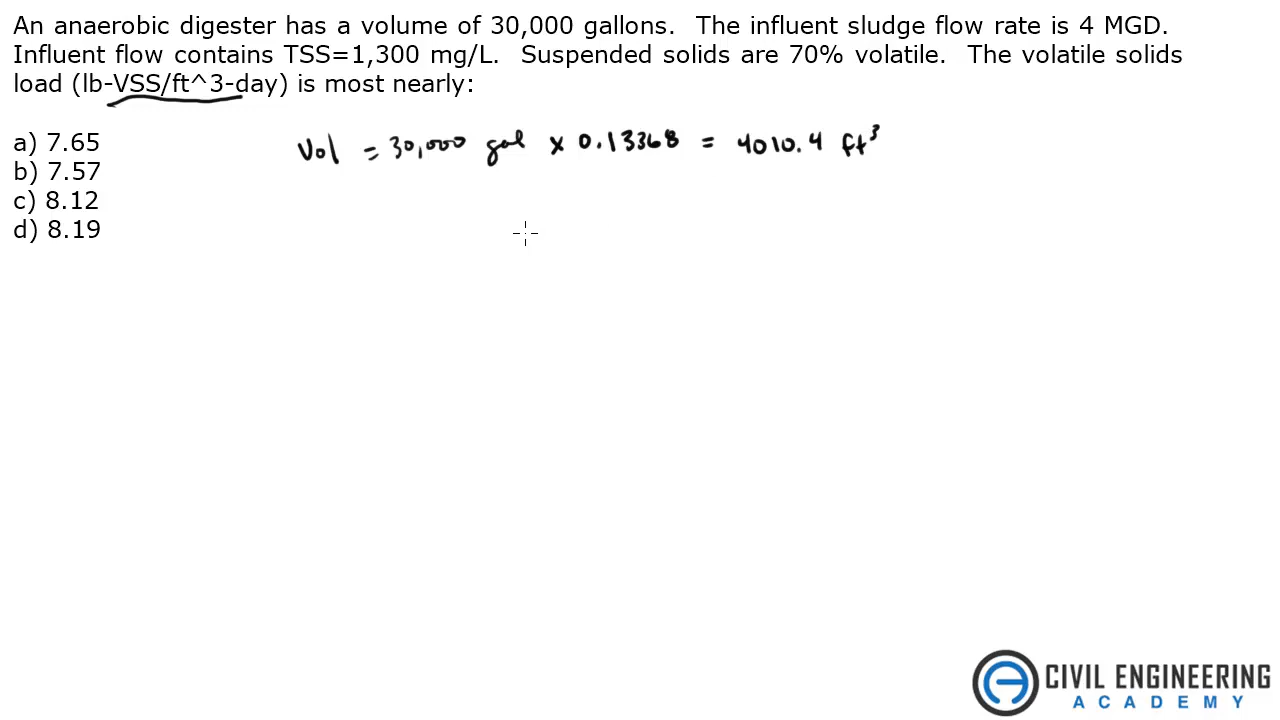 An anaerobic digester has a volume of 30,000 gallons. The influent sludge flow rate is 4 MGD.
Influent flow contains TSS=1,300 mg/L. Suspended solids are 70% volatile. The volatile solids
load (lb-VSS/ft^3-day) is most nearly:
a) 7.65
b) 7.57
c) 8.12
d) 8.19
Vol = 30,000 gal x 0.13368 = 4010.4 ft³
CIVIL ENGINEERING
ACADEMY